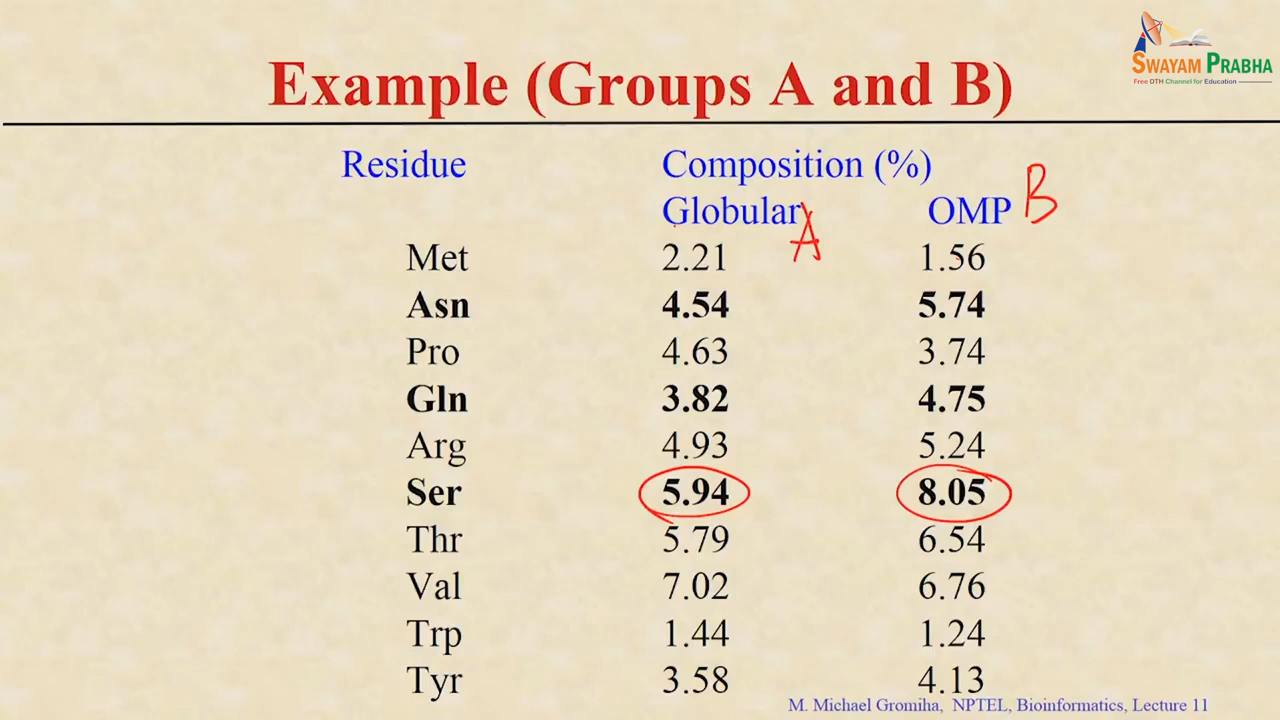 SWAYAM PRABHA
Free DTH Channel for Education
Example (Groups A and B)
Residue Composition (%)
Globular A OMP B
Met 2.21 1.56
Asn 4.54 5.74
Pro 4.63 3.74
Gln 3.82 4.75
Arg 4.93 5.24
Ser 5.94 8.05
Thr 5.79 6.54
Val 7.02 6.76
Trp 1.44 1.24
Tyr 3.58 4.13
M. Michael Gromiha, NPTEL, Bioinformatics, Lecture 11